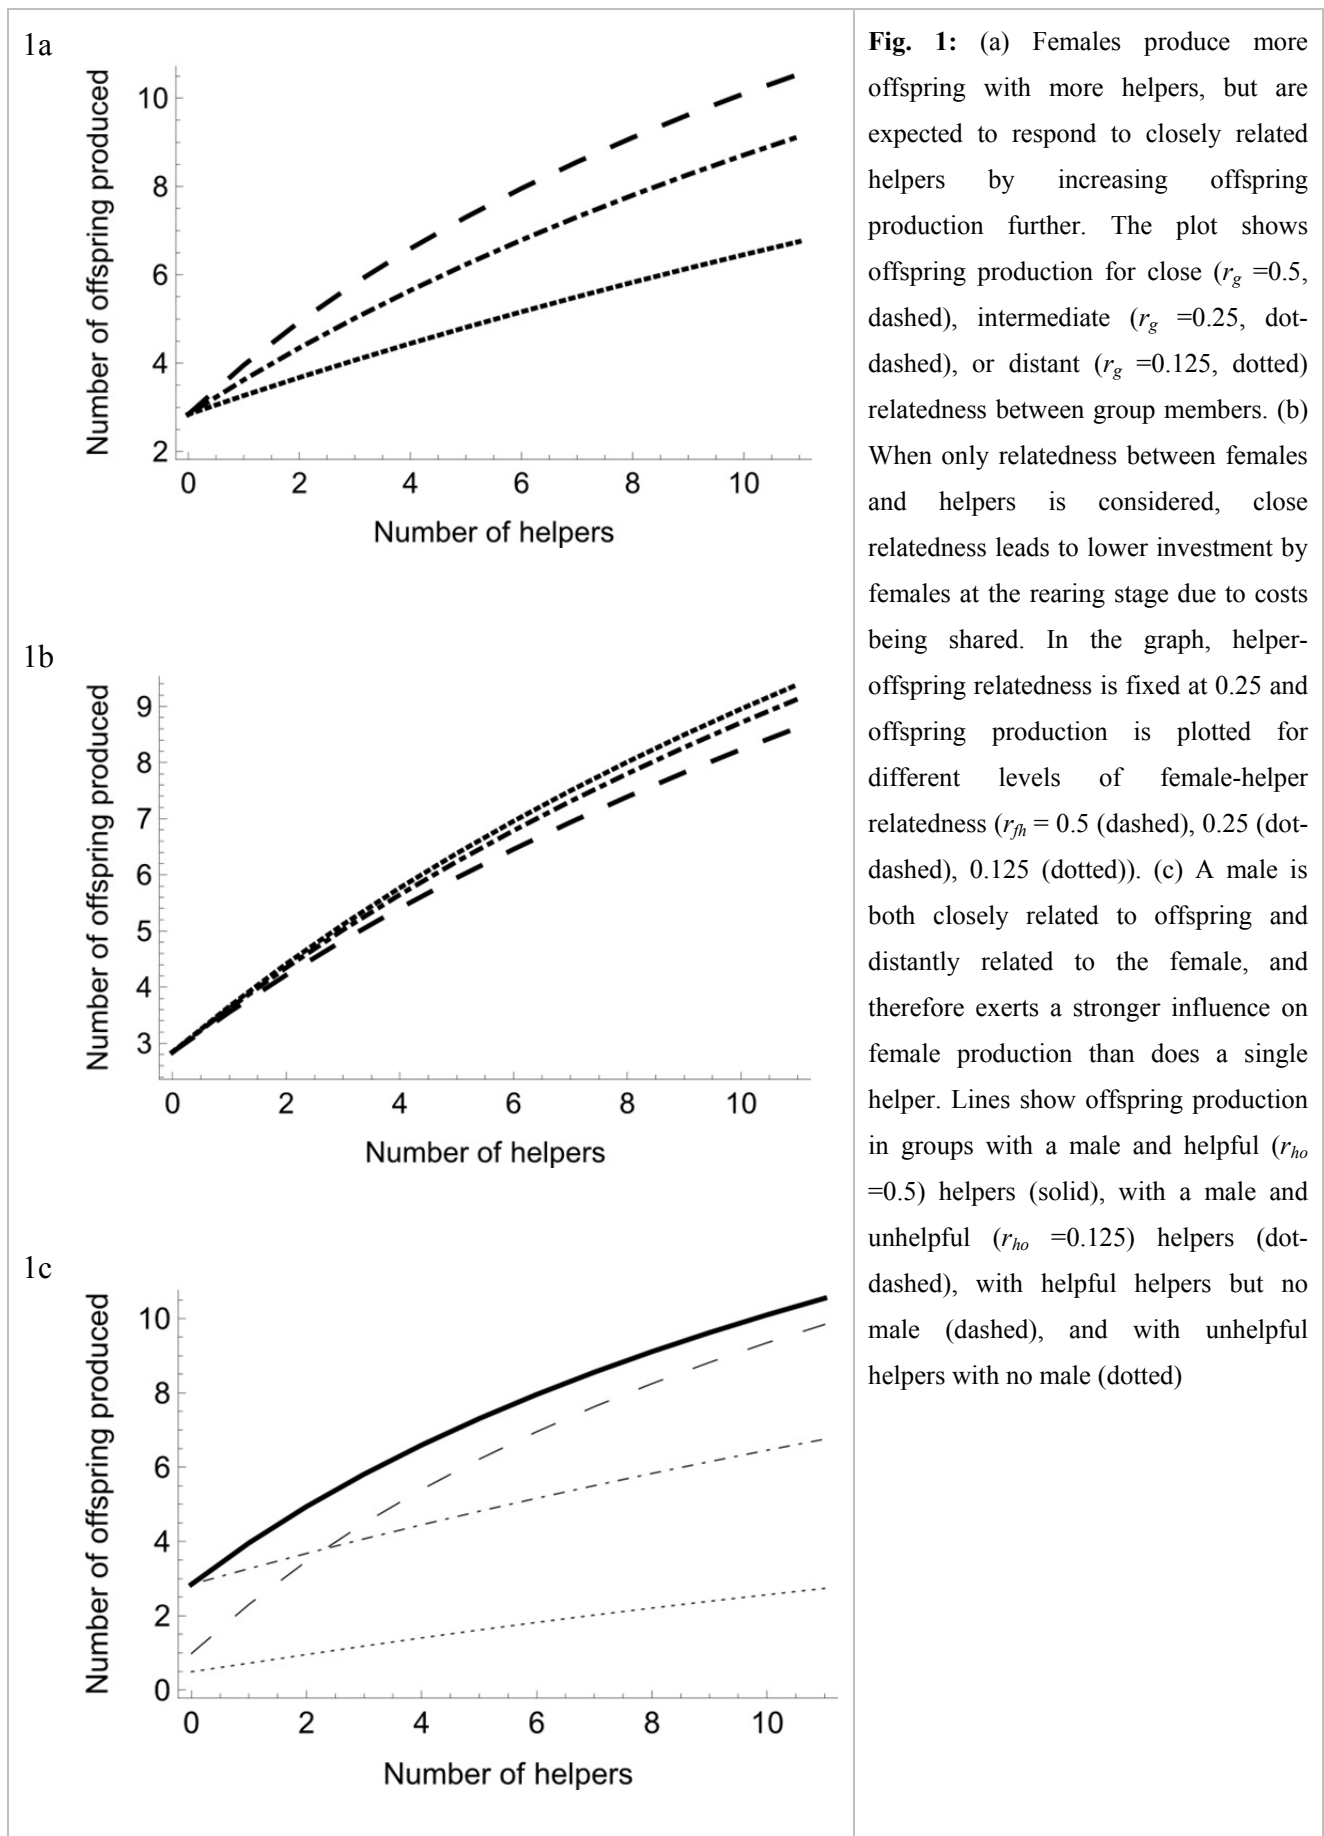 1a
Number of offspring produced
10
8
6
4
2
0 2 4 6 8 10
Number of helpers
1b
Number of offspring produced
9
8
7
6
5
4
3
0 2 4 6 8 10
Number of helpers
1c
Number of offspring produced
10
8
6
4
2
0
0 2 4 6 8 10
Number of helpers
Fig. 1: (a) Females produce more
offspring with more helpers, but are
expected to respond to closely related
helpers by increasing offspring
production further. The plot shows
offspring production for close (rg =0.5,
dashed), intermediate (rg =0.25, dot-
dashed), or distant (rg =0.125, dotted)
relatedness between group members. (b)
When only relatedness between females
and helpers is considered, close
relatedness leads to lower investment by
females at the rearing stage due to costs
being shared. In the graph, helper-
offspring relatedness is fixed at 0.25 and
offspring production is plotted for
different levels of female-helper
relatedness (rfh = 0.5 (dashed), 0.25 (dot-
dashed), 0.125 (dotted)). (c) A male is
both closely related to offspring and
distantly related to the female, and
therefore exerts a stronger influence on
female production than does a single
helper. Lines show offspring production
in groups with a male and helpful (rho
=0.5) helpers (solid), with a male and
unhelpful (rho =0.125) helpers (dot-
dashed), with helpful helpers but no
male (dashed), and with unhelpful
helpers with no male (dotted)